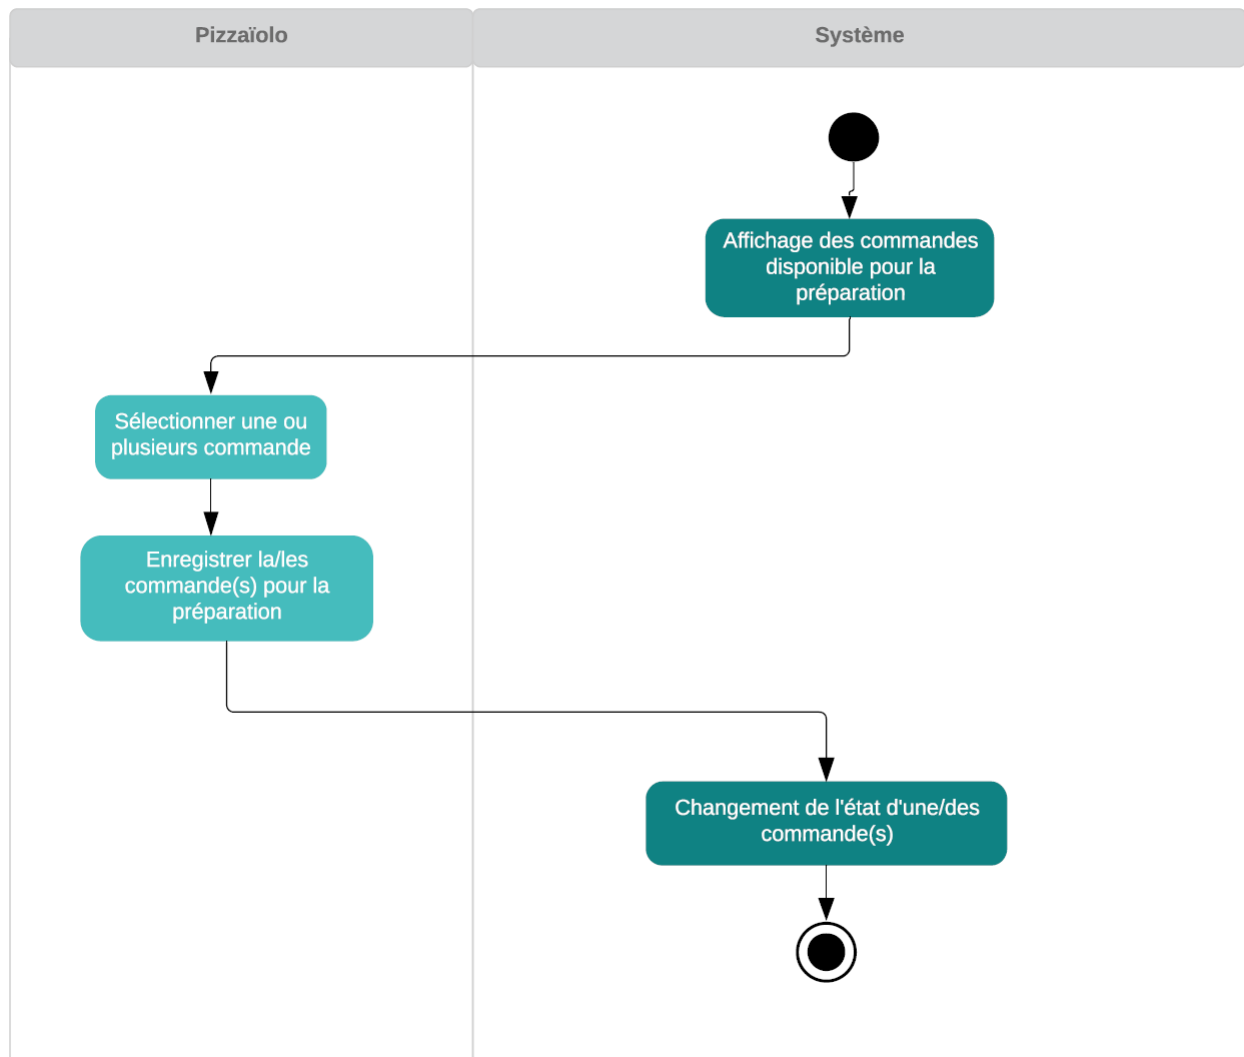 Pizzaïolo
Système
Affichage des commandes
disponible pour la
préparation
Sélectionner une ou
plusieurs commande
Enregistrer la/les
commande(s) pour la
préparation
Changement de l'état d'une/des
commande(s)